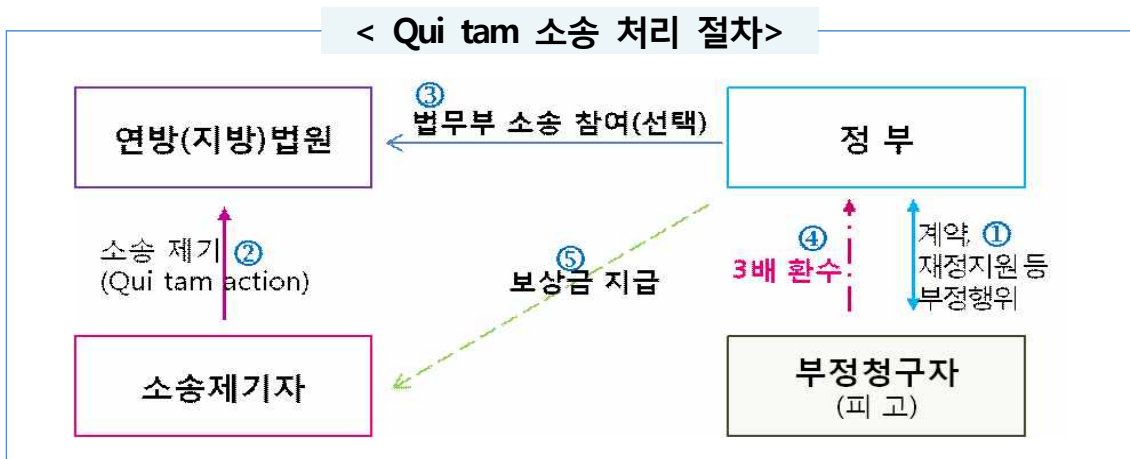 < Qui tam 소송 처리 절차>
③
법무부 소송 참여(선택)
연방(지방)법원
정 부
소송 제기 ②
(Qui tam action)
⑤
보상금 지급
④
3배 환수
계약, ①
재정지원 등
부정행위
소송제기자
부정청구자
(피 고)